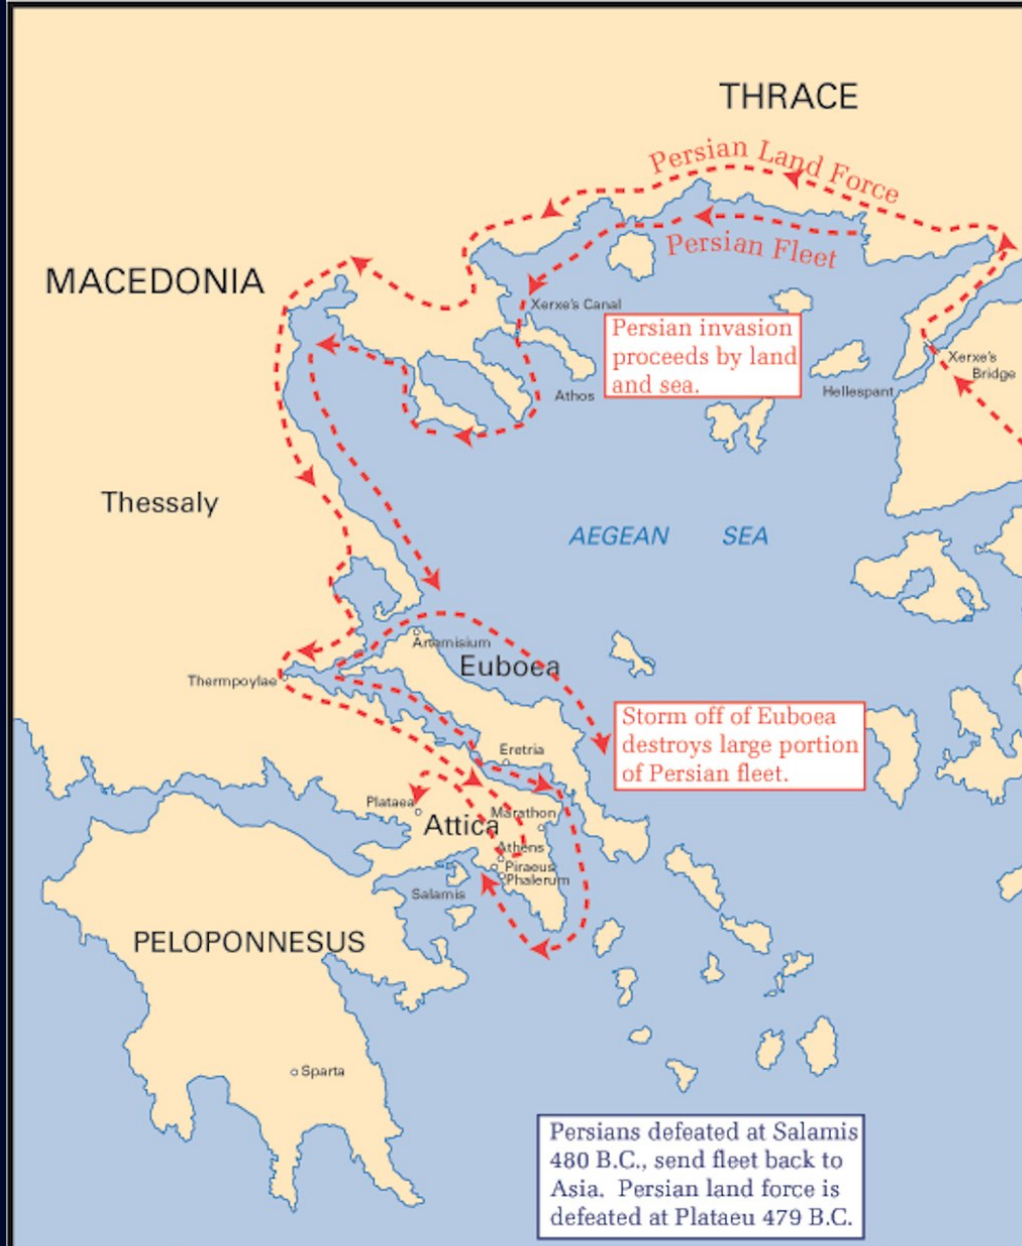 THRACE
Persian Land Force
Persian Fleet
MACEDONIA
Xerxe's Canal
Persian invasion
proceeds by land
and sea.
Xerxe's
Bridge
Athos
Hellespant
Thessaly
AEGEAN SEA
Artemisium
Euboea
Thermpoylae
Storm off of Euboea
destroys large portion
of Persian fleet.
Eretria
Plataea
Marathon
Attica
Athens
Piraeus
Phalerum
Salamis
PELOPONNESUS
Sparta
Persians defeated at Salamis
480 B.C., send fleet back to
Asia. Persian land force is
defeated at Plataeu 479 B.C.